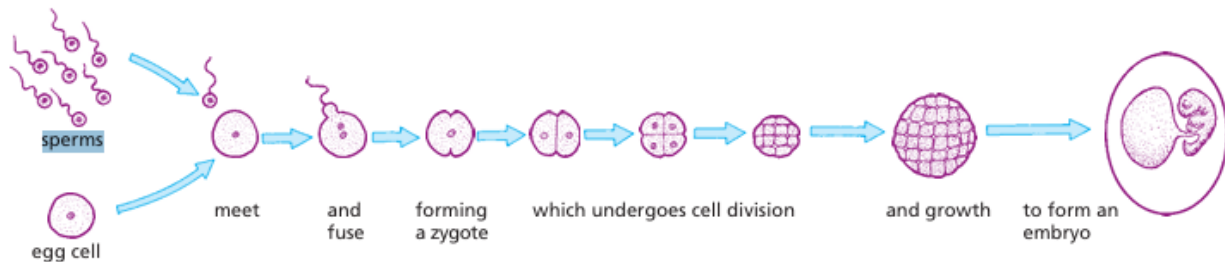 sperms
egg cell
meet
and
fuse
forming
a zygote
which undergoes cell division
and growth
to form an
embryo